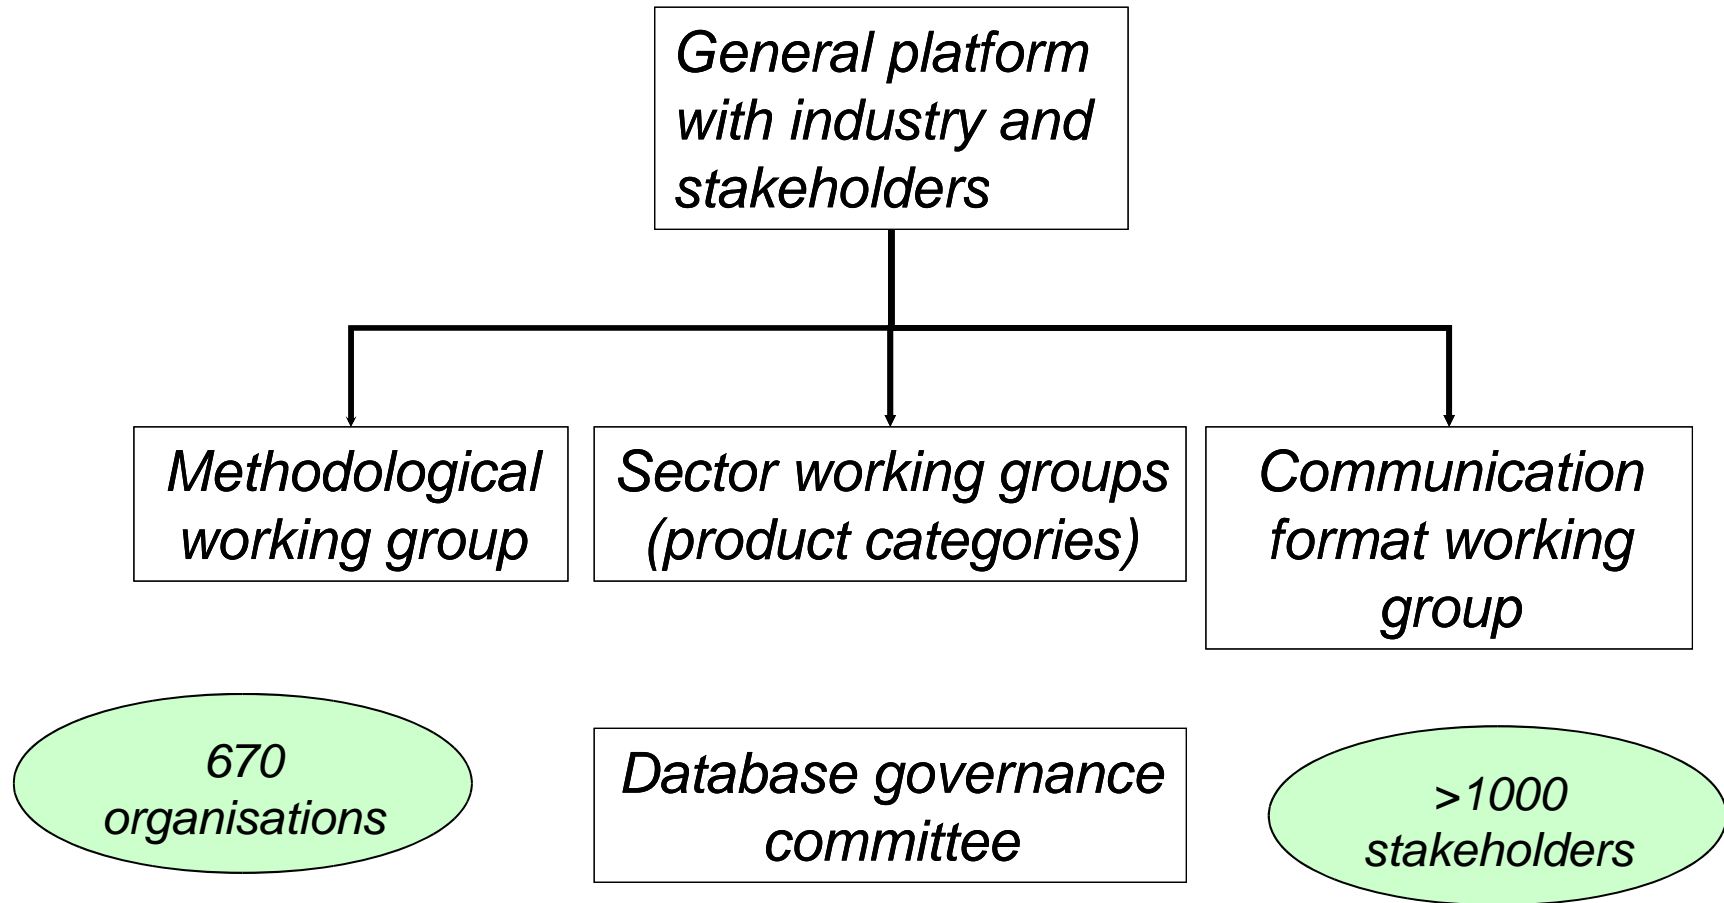 General platform
with industry and
stakeholders
Methodological
working group
Sector working groups
(product categories)
Communication
format working
group
670
organisations
Database governance
committee
>1000
stakeholders